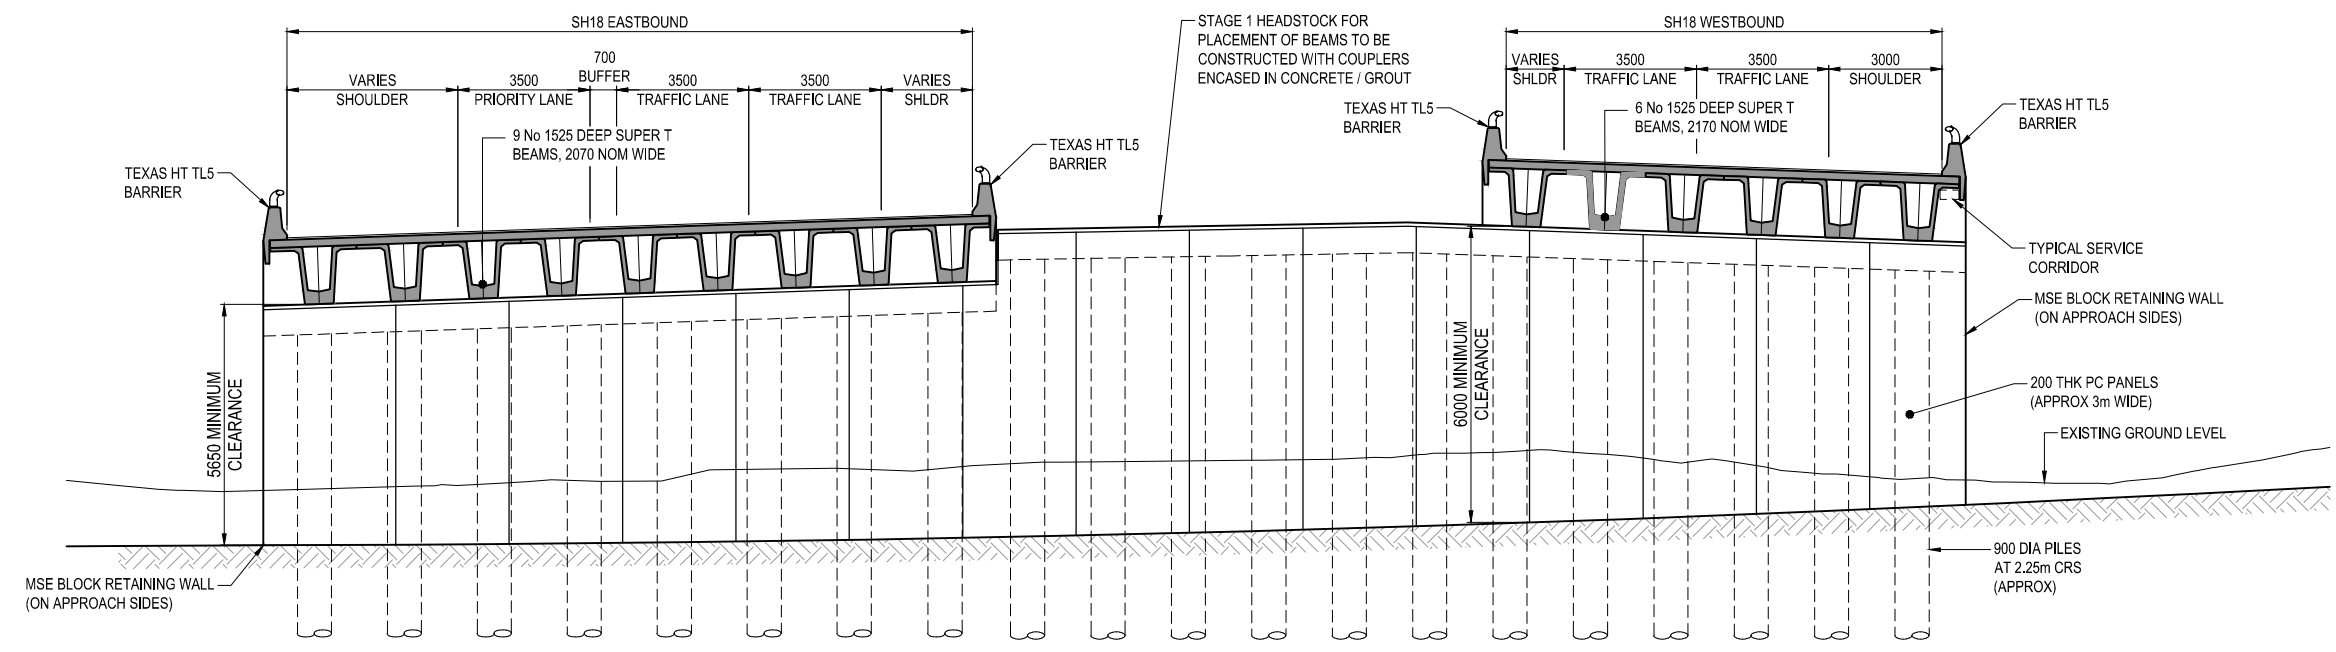 SH18 EASTBOUND
VARIES
SHOULDER
3500
PRIORITY LANE
700
BUFFER
3500
TRAFFIC LANE
3500
TRAFFIC LANE
VARIES
SHLDR
9 No 1525 DEEP SUPER T
BEAMS, 2070 NOM WIDE
TEXAS HT TL5
BARRIER
TEXAS HT TL5
BARRIER
STAGE 1 HEADSTOCK FOR
PLACEMENT OF BEAMS TO BE
CONSTRUCTED WITH COUPLERS
ENCASED IN CONCRETE / GROUT
SH18 WESTBOUND
VARIES
SHLDR
3500
TRAFFIC LANE
3500
TRAFFIC LANE
3000
SHOULDER
TEXAS HT TL5
BARRIER
6 No 1525 DEEP SUPER T
BEAMS, 2170 NOM WIDE
TEXAS HT TL5
BARRIER
TYPICAL SERVICE
CORRIDOR
MSE BLOCK RETAINING WALL
(ON APPROACH SIDES)
5650 MINIMUM
CLEARANCE
6000 MINIMUM
CLEARANCE
200 THK PC PANELS
(APPROX 3m WIDE)
EXISTING GROUND LEVEL
900 DIA PILES
AT 2.25m CRS
(APPROX)
MSE BLOCK RETAINING WALL
(ON APPROACH SIDES)